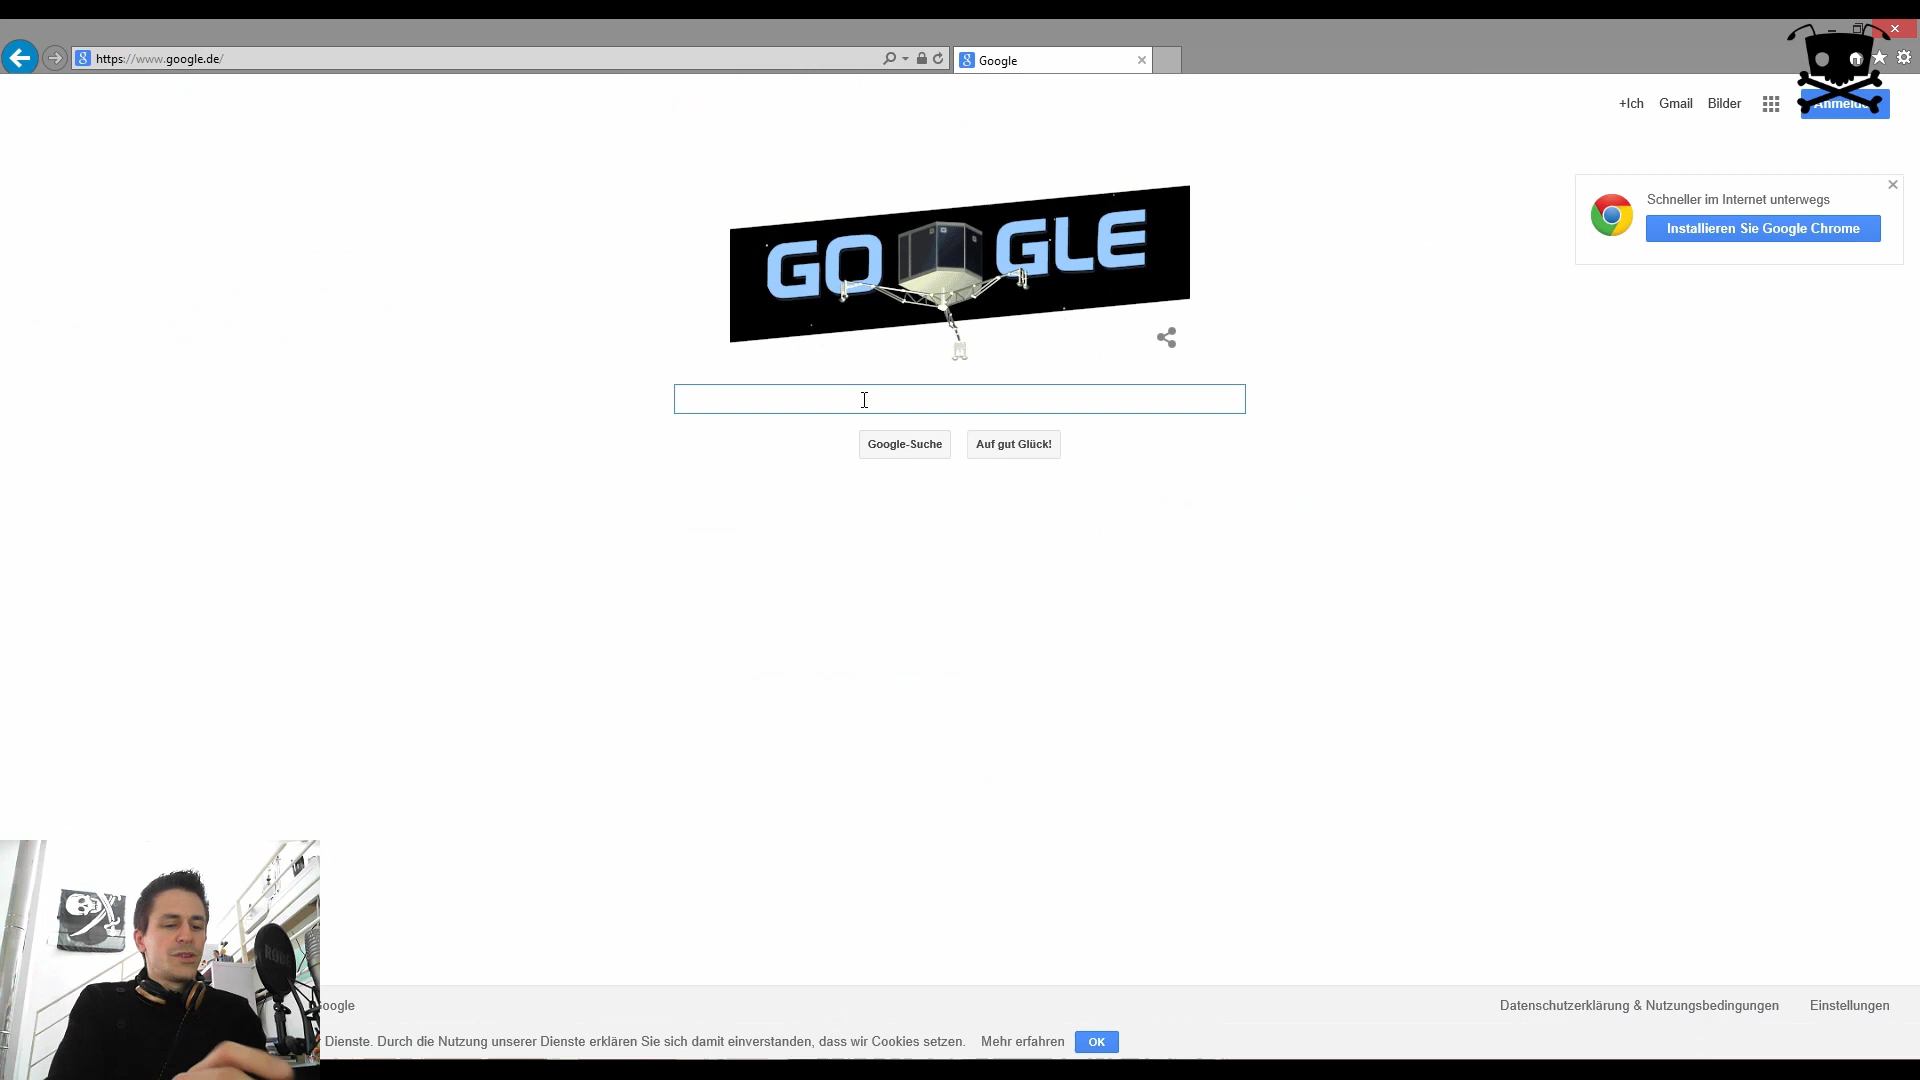 https://www.google.de/
Google
+Ich Gmail Bilder
Schneller im Internet unterwegs
Installieren Sie Google Chrome
GO GLE
Google-Suche Auf gut Glück!
RODE
oogle
Datenschutzerklärung & Nutzungsbedingungen Einstellungen
Dienste. Durch die Nutzung unserer Dienste erklären Sie sich damit einverstanden, dass wir Cookies setzen. Mehr erfahren OK